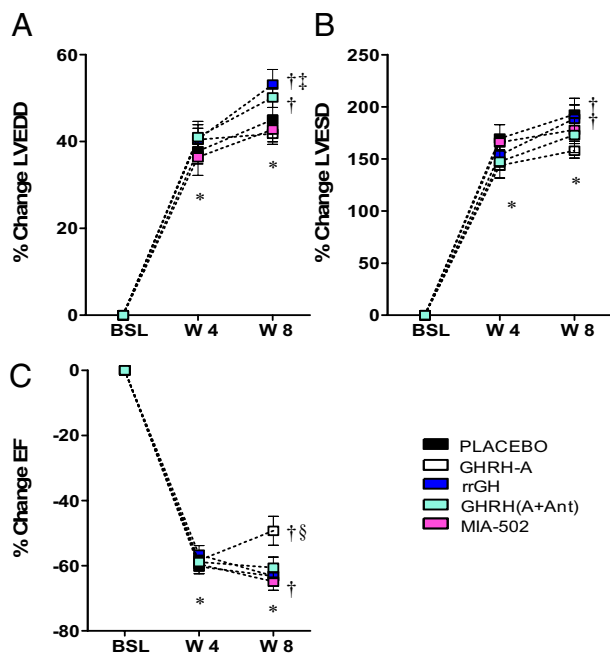 A
% Change LVEDD
60
40
20
0
†‡
†
*
*
BSL W 4 W 8
B
% Change LVESD
250
200
150
100
50
0
†
†
*
*
BSL W 4 W 8
C
% Change EF
0
-20
-40
-60
-80
†§
†
*
*
BSL W 4 W 8
PLACEBO
GHRH-A
rrGH
GHRH(A+Ant)
MIA-502